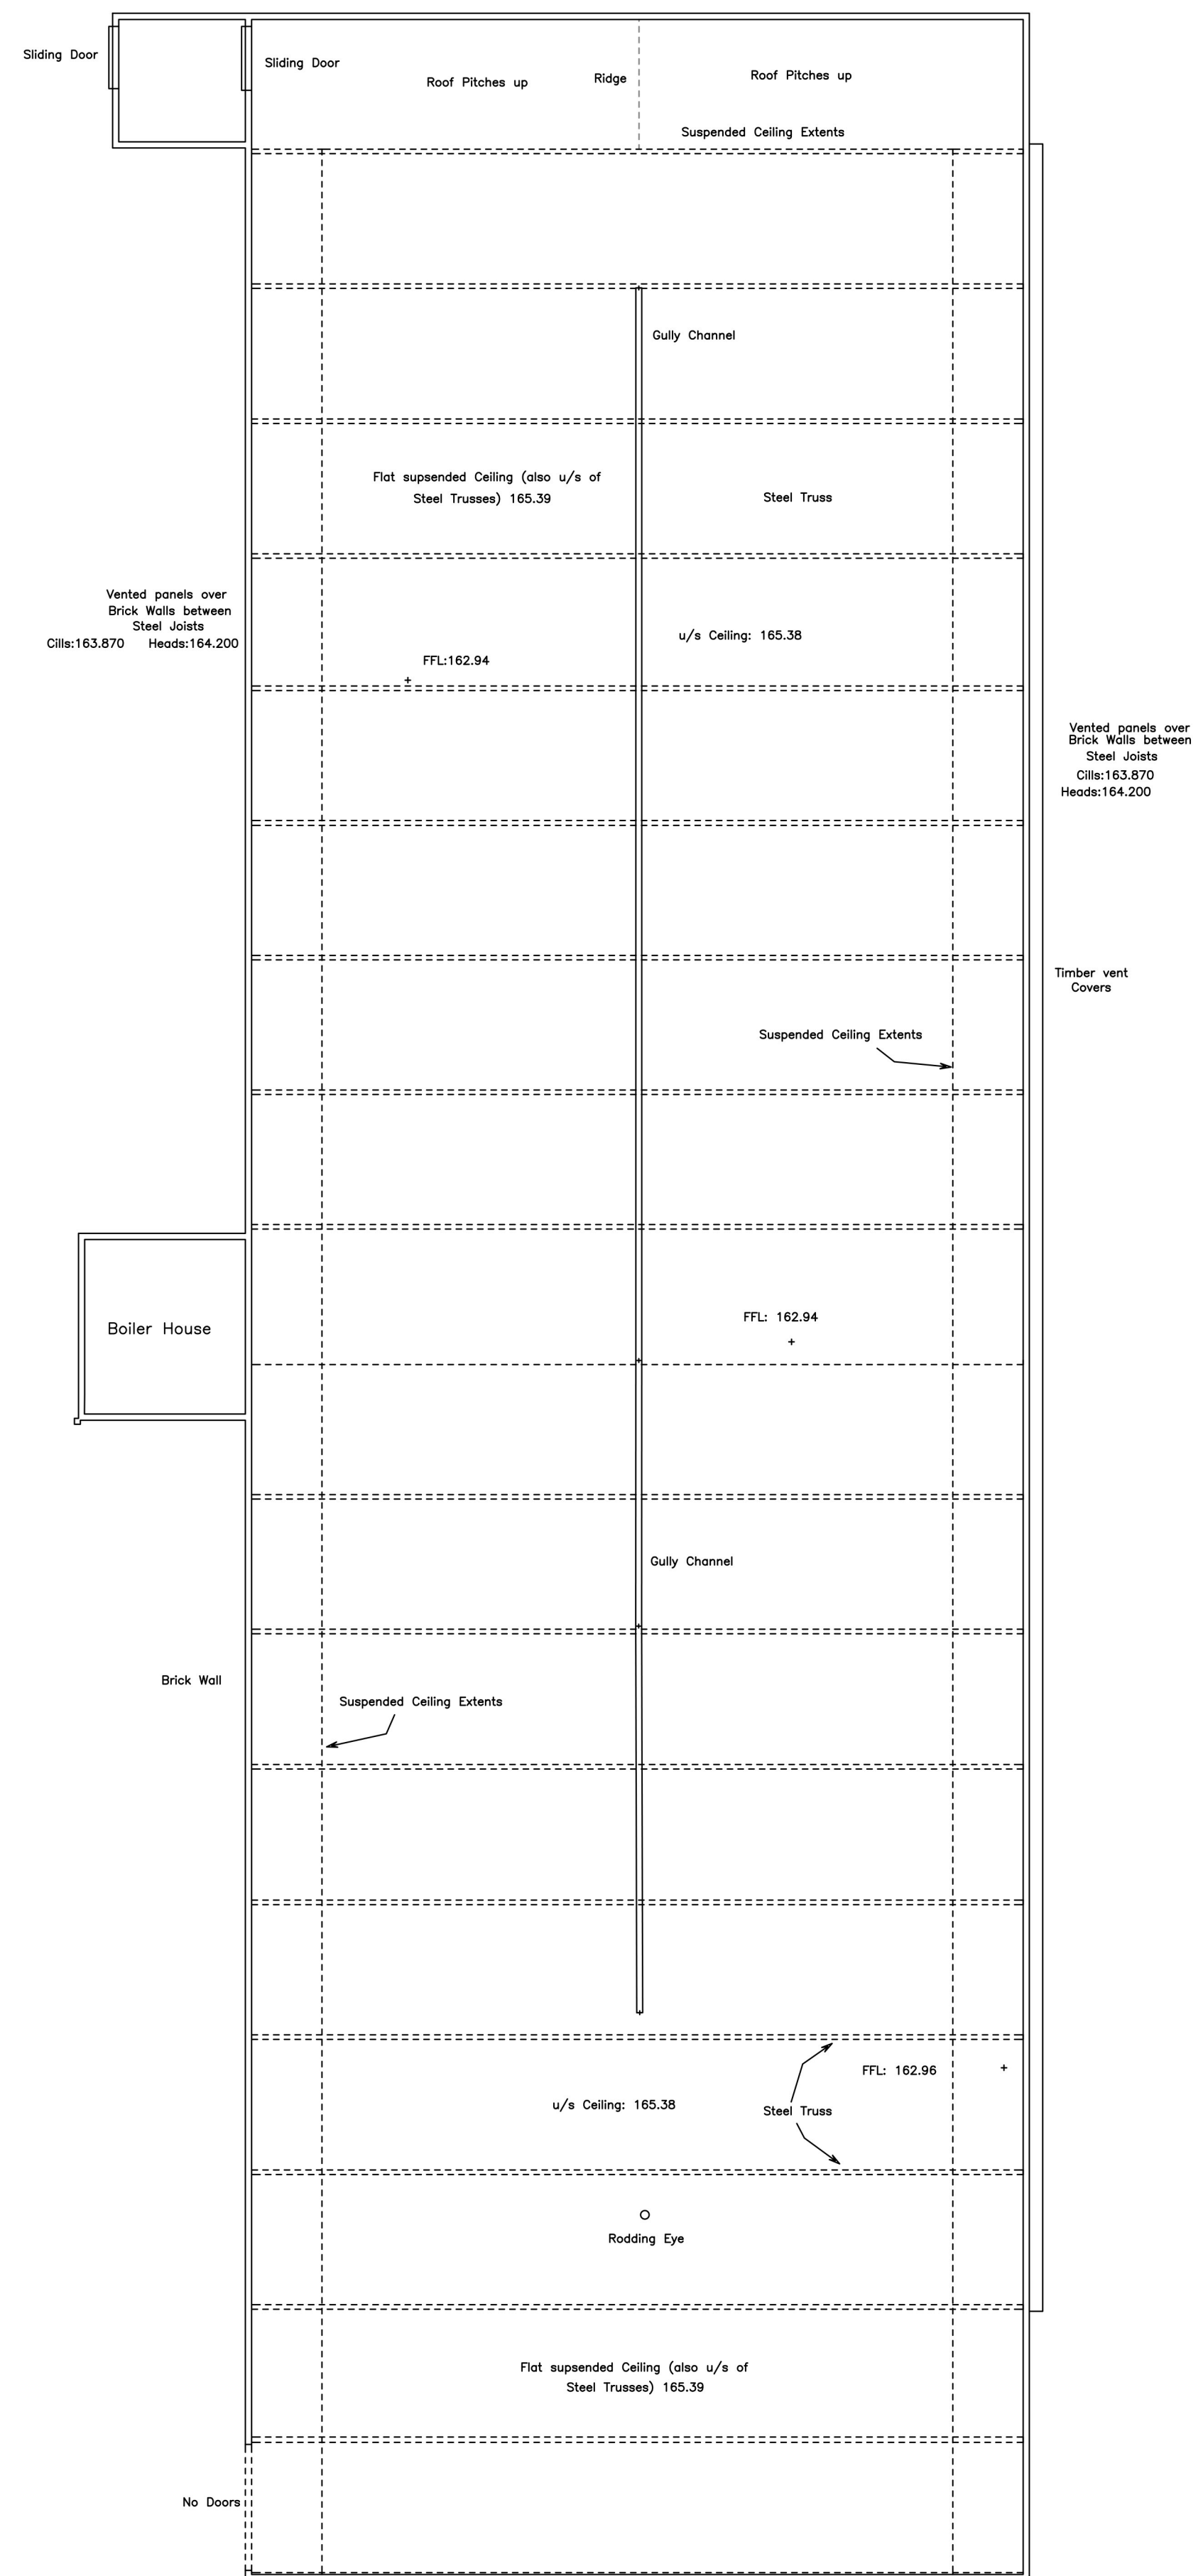 Sliding Door
Sliding Door
Roof Pitches up
Ridge
Roof Pitches up
Suspended Ceiling Extents
Gully Channel
Flat supsended Ceiling (also u/s of
Steel Trusses) 165.39
Steel Truss
Vented panels over
Brick Walls between
Steel Joists
Cills:163.870 Heads:164.200
u/s Ceiling: 165.38
FFL:162.94
Vented panels over
Brick Walls between
Steel Joists
Cills:163.870
Heads:164.200
Timber vent
Covers
Suspended Ceiling Extents
FFL: 162.94
Boiler House
Gully Channel
Brick Wall
Suspended Ceiling Extents
FFL: 162.96
u/s Ceiling: 165.38
Steel Truss
Rodding Eye
Flat supsended Ceiling (also u/s of
Steel Trusses) 165.39
No Doors